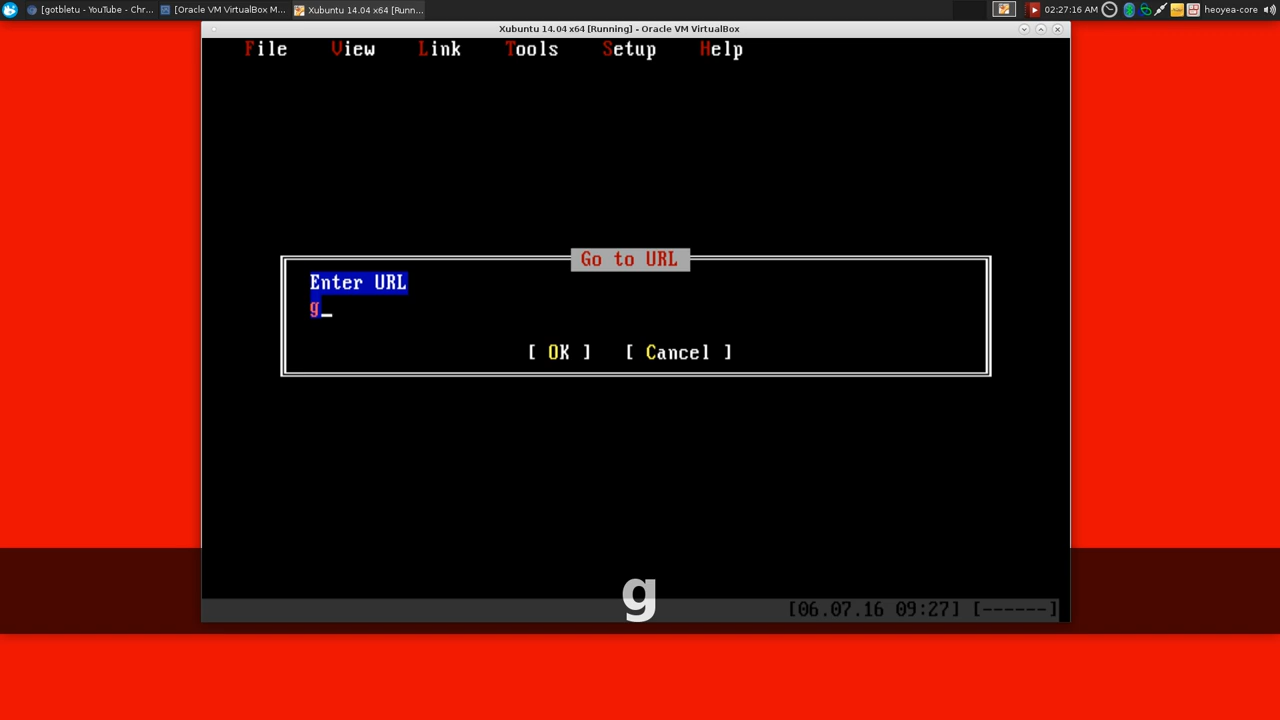 [gotbletu - YouTube - Chr... [Oracle VM VirtualBox M... Xubuntu 14.04 x64 [Runn... 02:27:16 AM heoyea-core
Xubuntu 14.04 x64 [Running] - Oracle VM VirtualBox
File View Link Tools Setup Help
Go to URL
Enter URL
g_
[ OK ] [ Cancel ]
g
[06.07.16 09:27] [------]